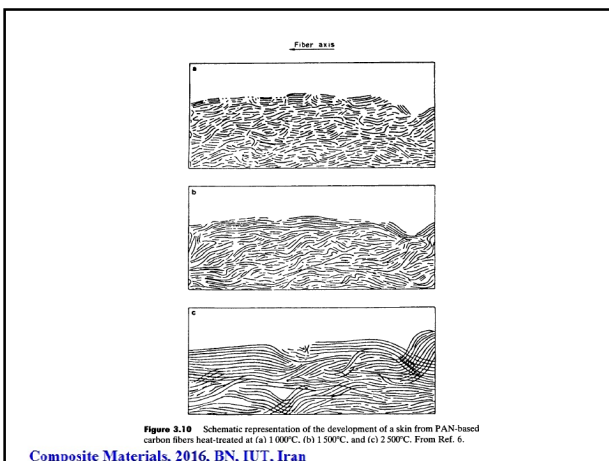 Fiber axis
a
b
c
Figure 3.10 Schematic representation of the development of a skin from PAN-based
carbon fibers heat-treated at (a) 1 000°C, (b) 1 500°C, and (c) 2 500°C. From Ref. 6.
Composite Materials, 2016, BN, IUT, Iran